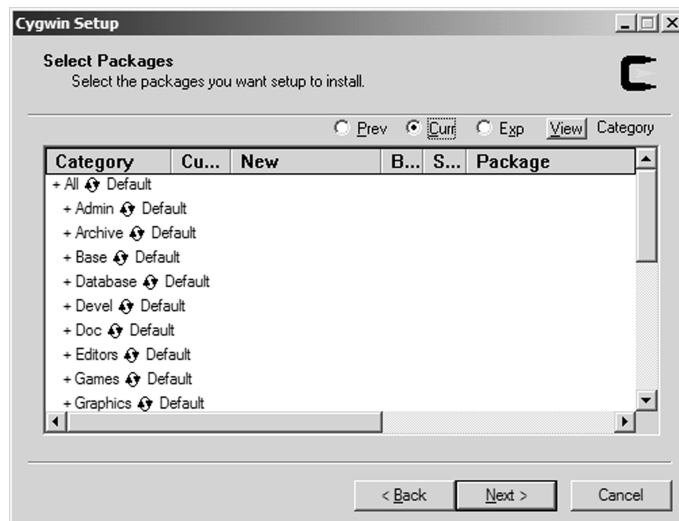 Cygwin Setup
Select Packages
Select the packages you want setup to install.
Prev Curr Exp View Category
Category Cu... New B... S... Package
+ All Default
+ Admin Default
+ Archive Default
+ Base Default
+ Database Default
+ Devel Default
+ Doc Default
+ Editors Default
+ Games Default
+ Graphics Default
< Back Next > Cancel